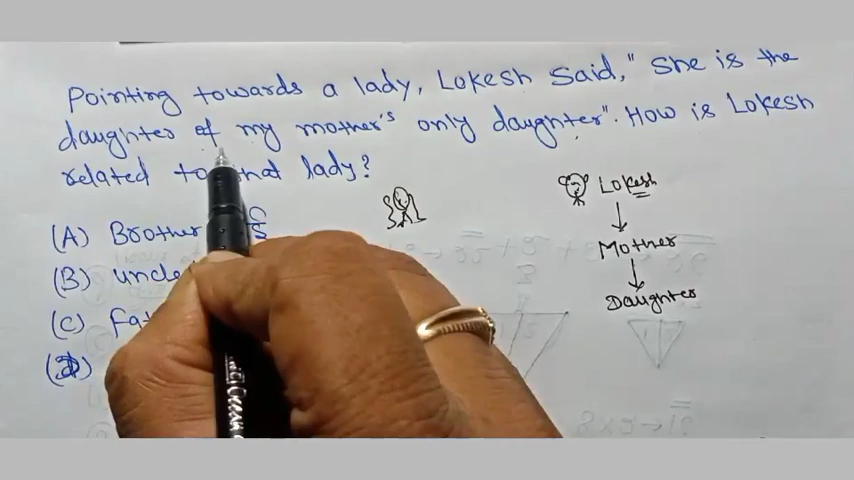 Pointing towards a lady, Lokesh said, "She is the
daughter of my mother's only daughter". How is Lokesh
related to that lady?
(A) Brother
(B) uncle
(C) Fat
(D)
Lokesh
Mother
Daughter